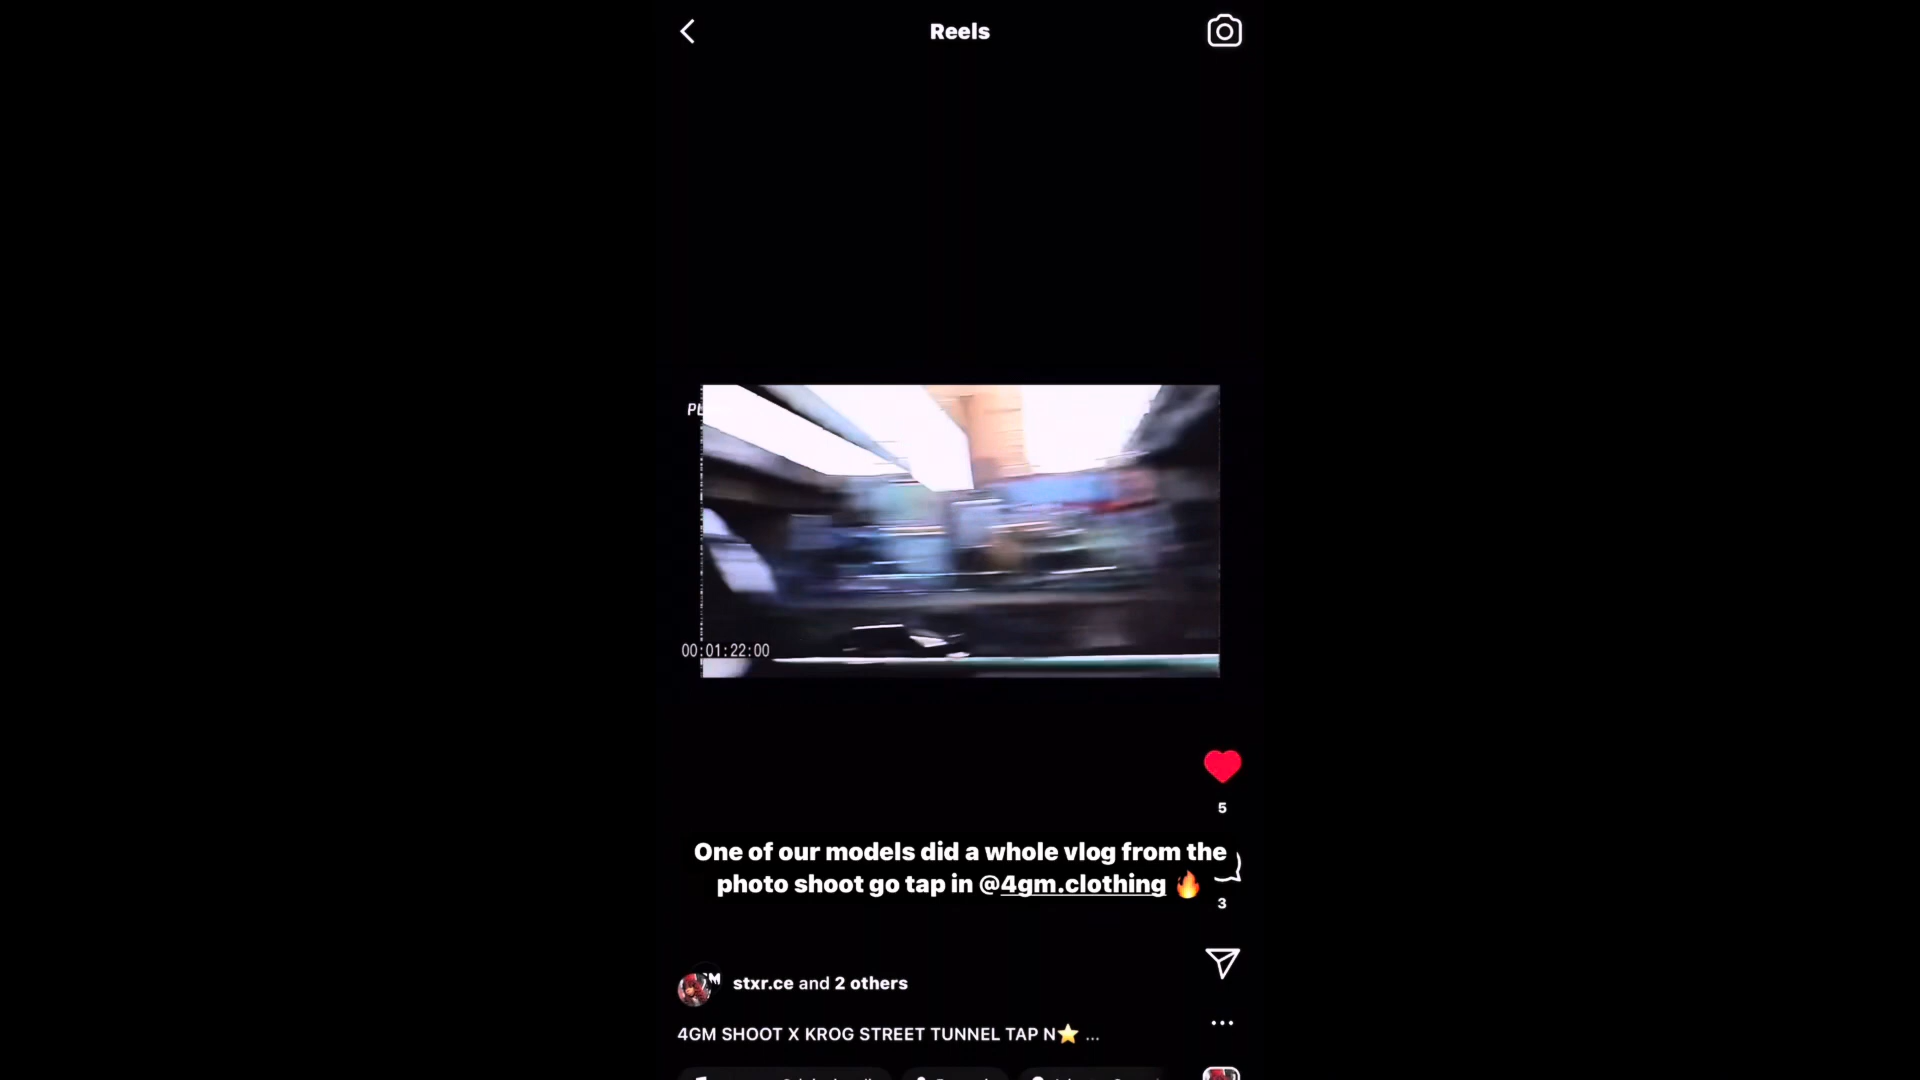 Reels
PL
00:01:22:00
5
One of our models did a whole vlog from the
photo shoot go tap in @4gm.clothing 🔥
3
stxr.ce and 2 others
4GM SHOOT X KROG STREET TUNNEL TAP N⭐ ...